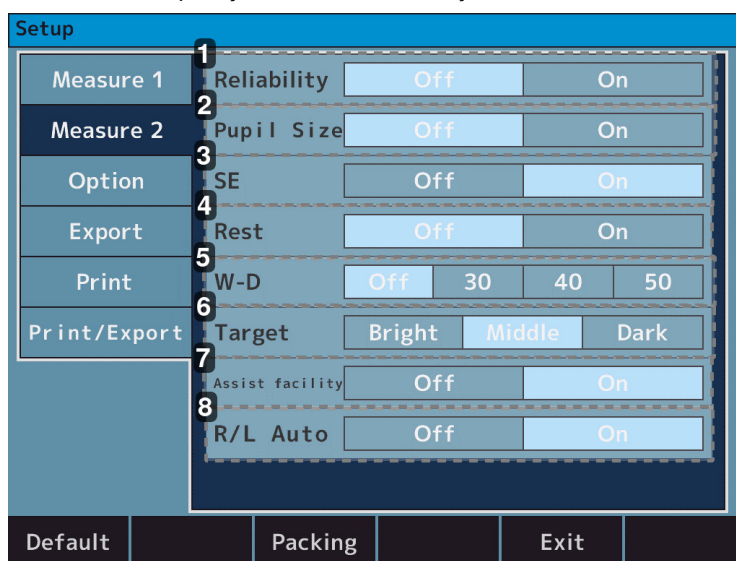 Setup
Measure 1
Measure 2
Option
Export
Print
Print/Export
1
Reliability Off On
2
Pupil Size Off On
3
SE Off On
4
Rest Off On
5
W-D Off 30 40 50
6
Target Bright Middle Dark
7
Assist facility Off On
8
R/L Auto Off On
Default Packing Exit